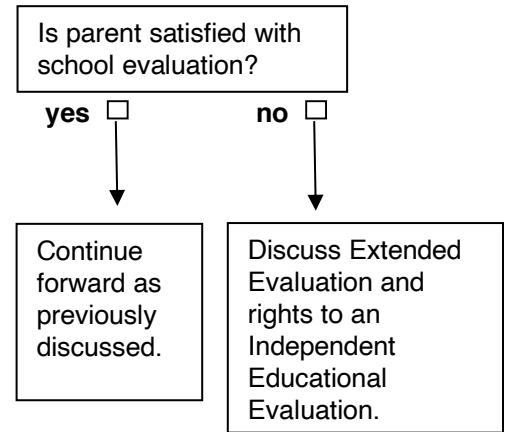 Is parent satisfied with
school evaluation?
yes
no
Continue
forward as
previously
discussed.
Discuss Extended
Evaluation and
rights to an
Independent
Educational
Evaluation.